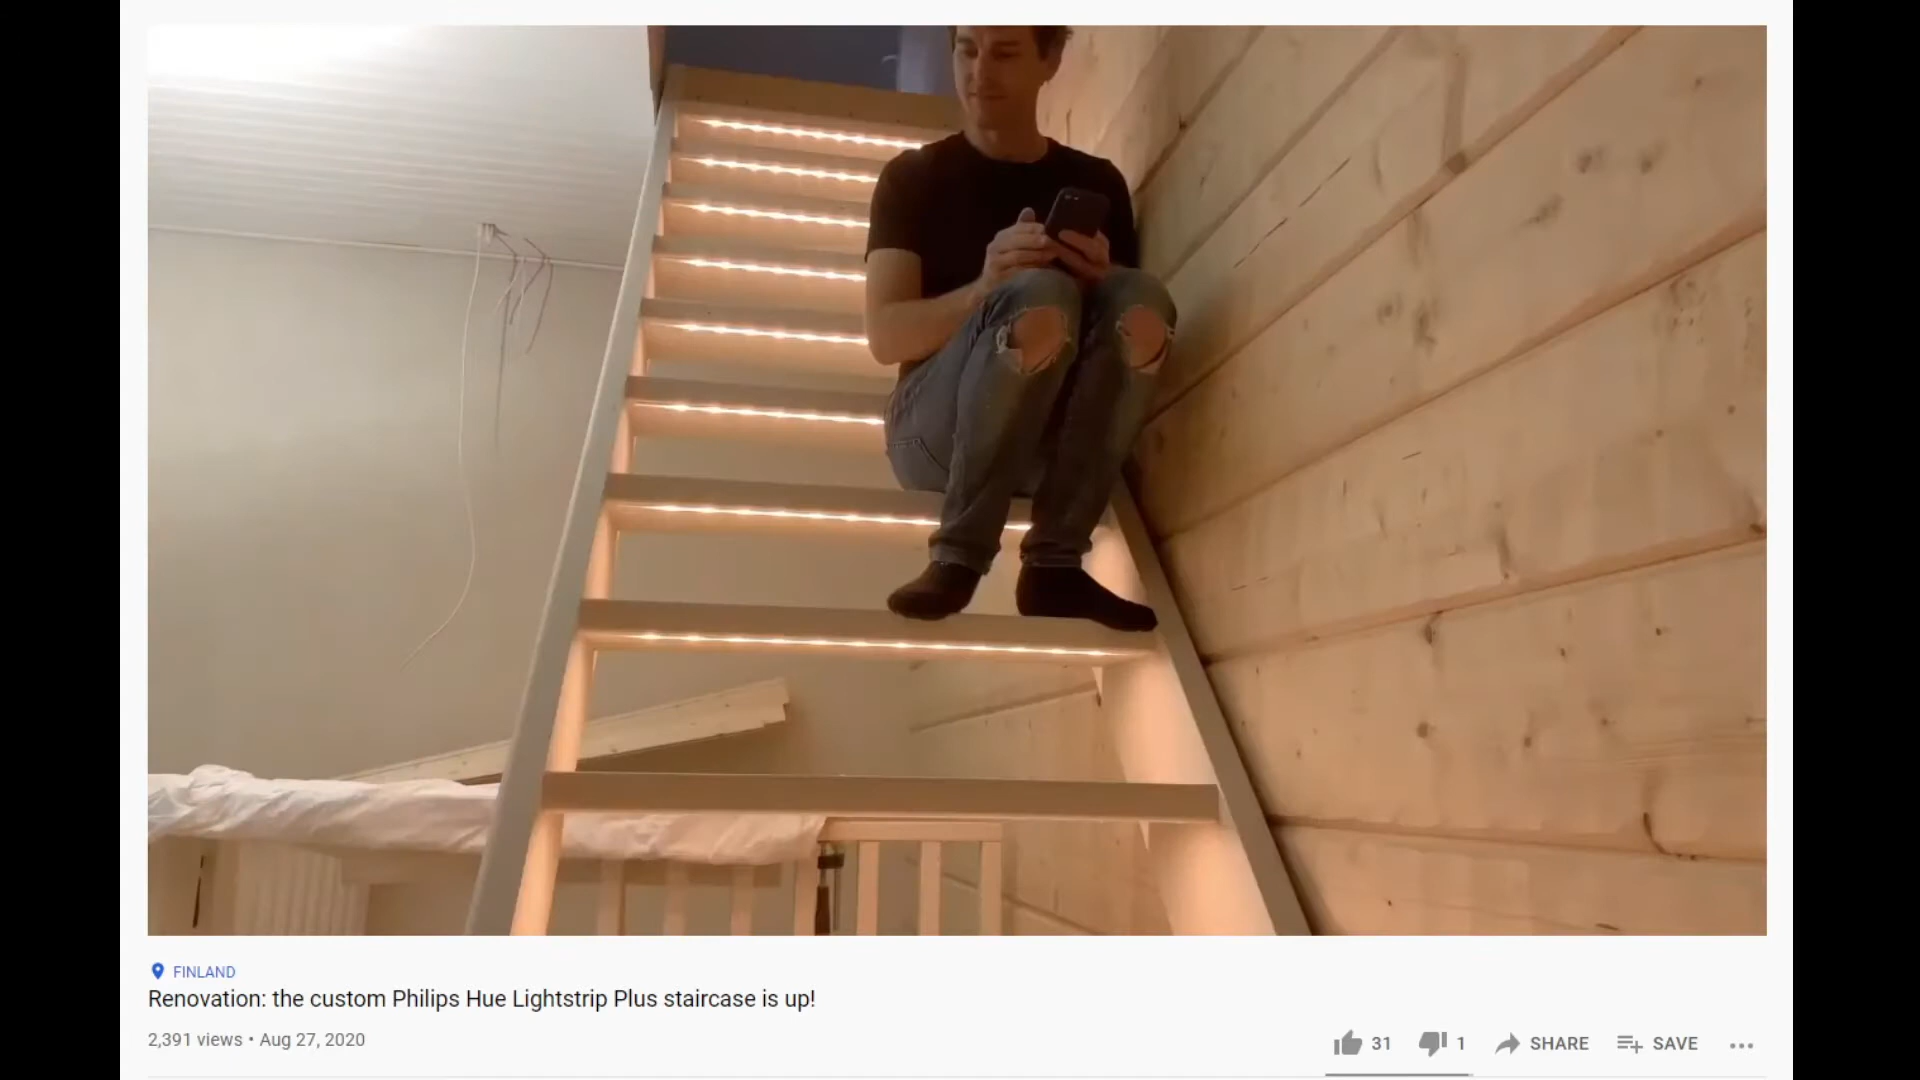 FINLAND
Renovation: the custom Philips Hue Lightstrip Plus staircase is up!
2,391 views • Aug 27, 2020
31
1
SHARE
SAVE